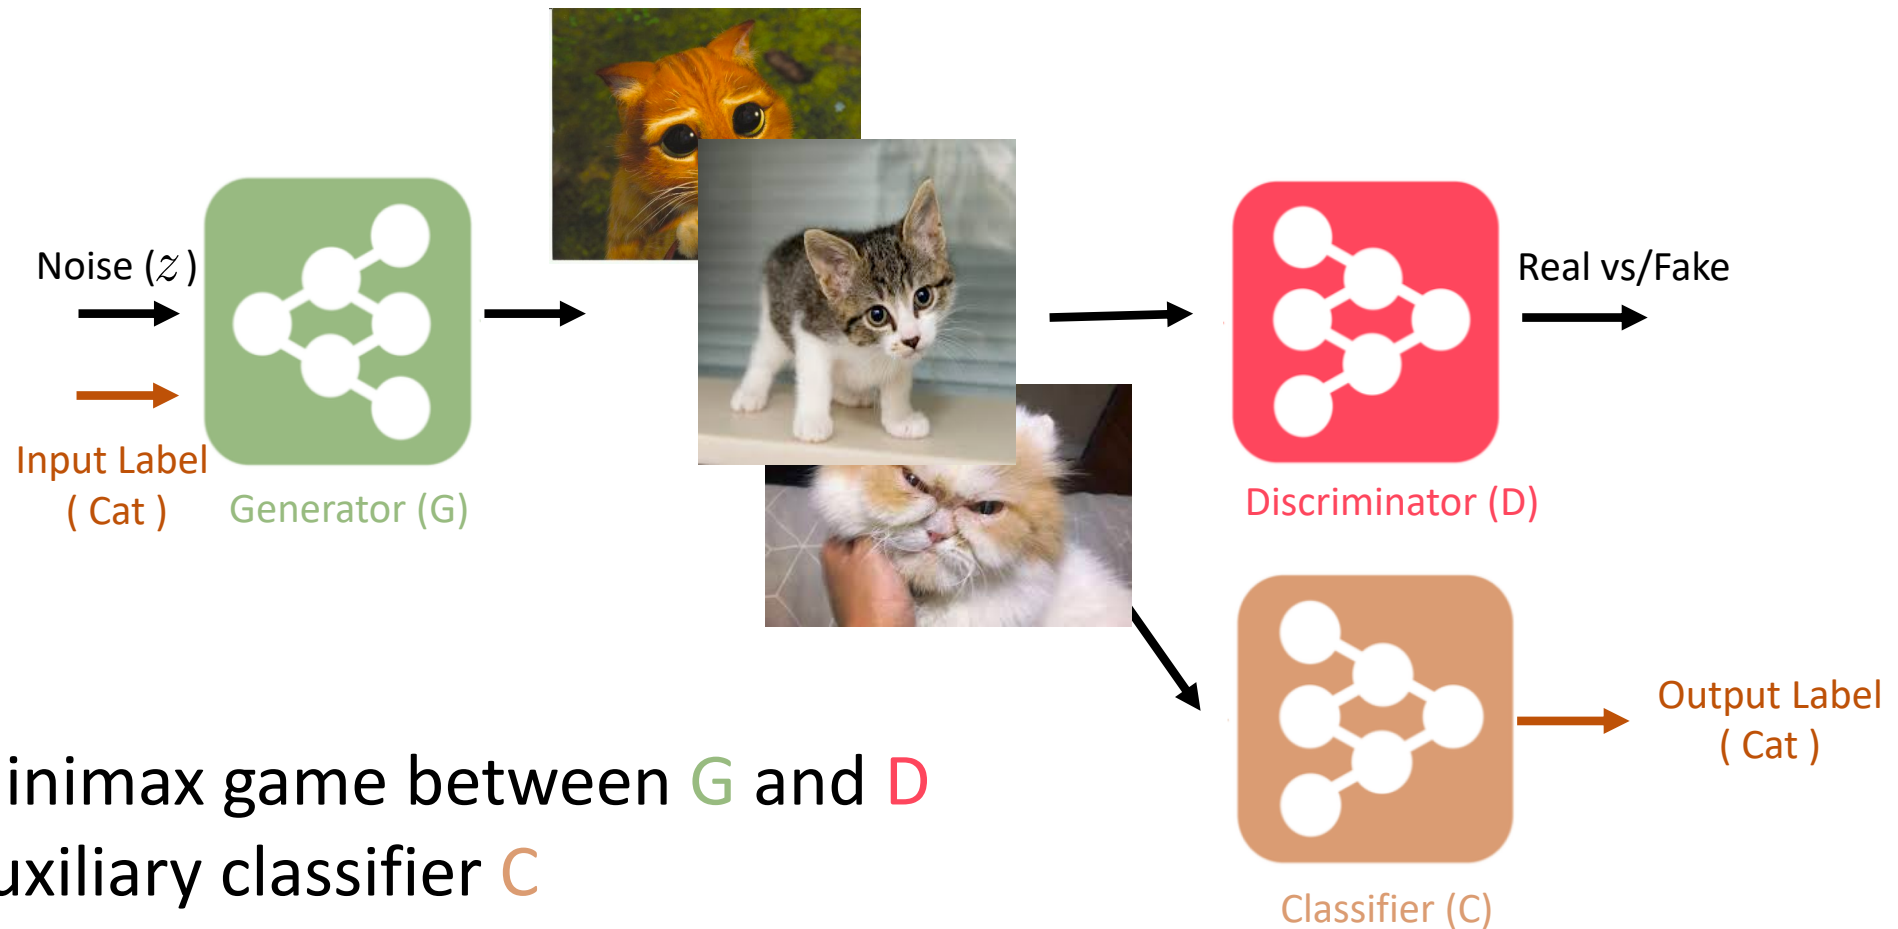 Noise (z)
Input Label
( Cat )
Generator (G)
Real vs/Fake
Discriminator (D)
Output Label
( Cat )
Classifier (C)
inimax game between G and D
uxiliary classifier C